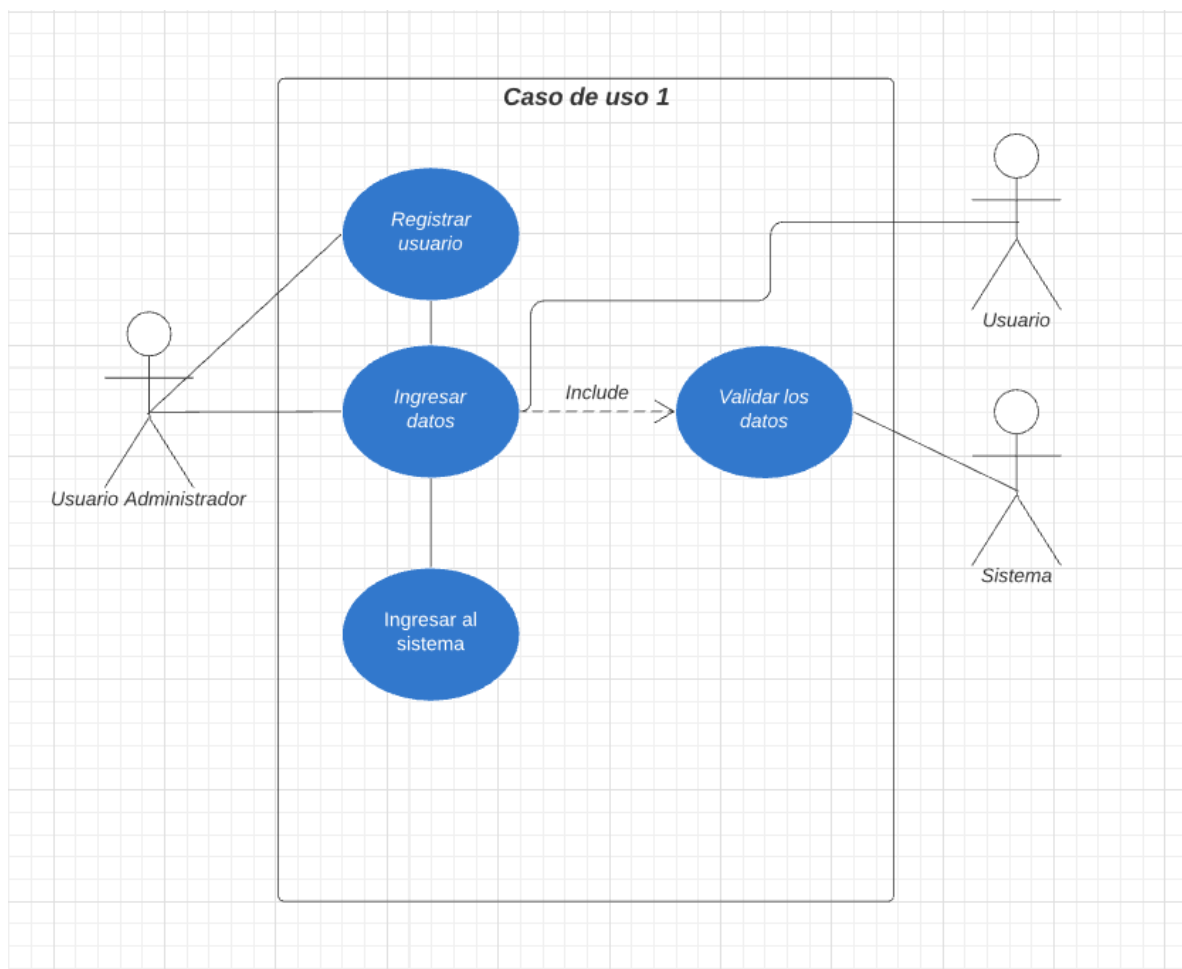 Caso de uso 1
Registrar
usuario
Usuario
Ingresar
datos
Include
Validar los
datos
Usuario Administrador
Sistema
Ingresar al
sistema